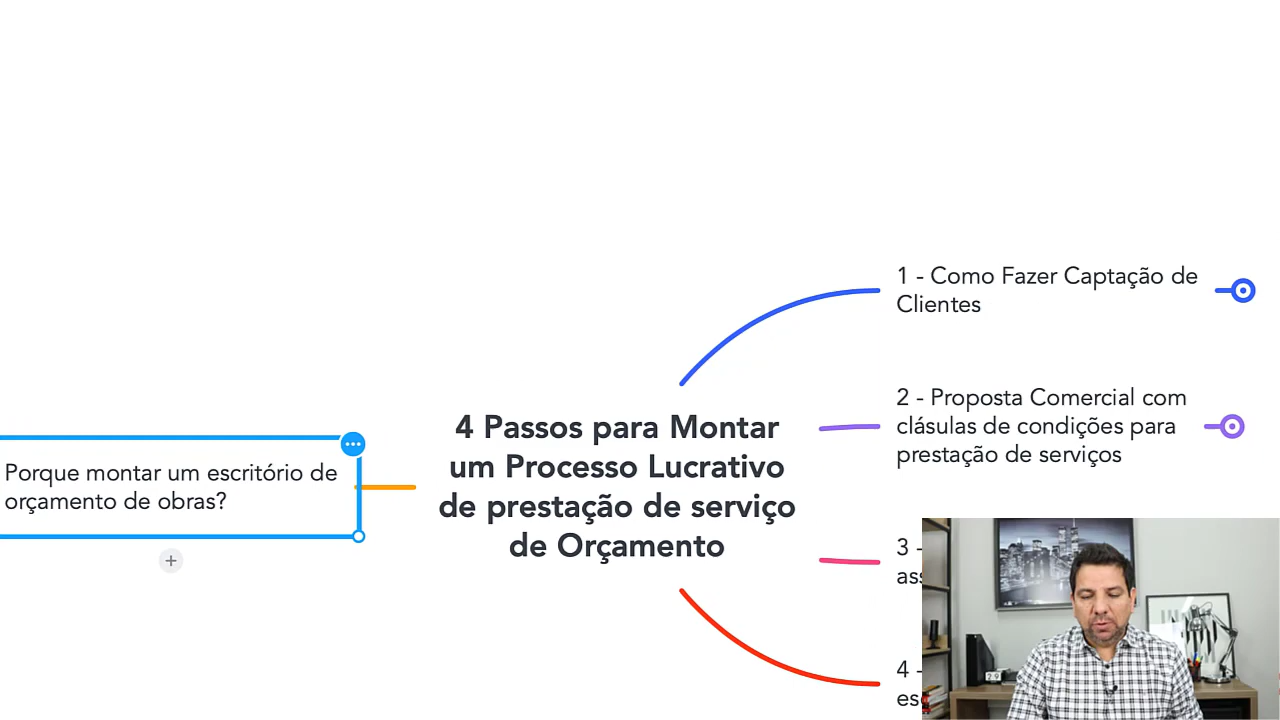 Porque montar um escritório de
orçamento de obras?
4 Passos para Montar
um Processo Lucrativo
de prestação de serviço
de Orçamento
1 - Como Fazer Captação de
Clientes
2 - Proposta Comercial com
clásulas de condições para
prestação de serviços
3 -
4 -